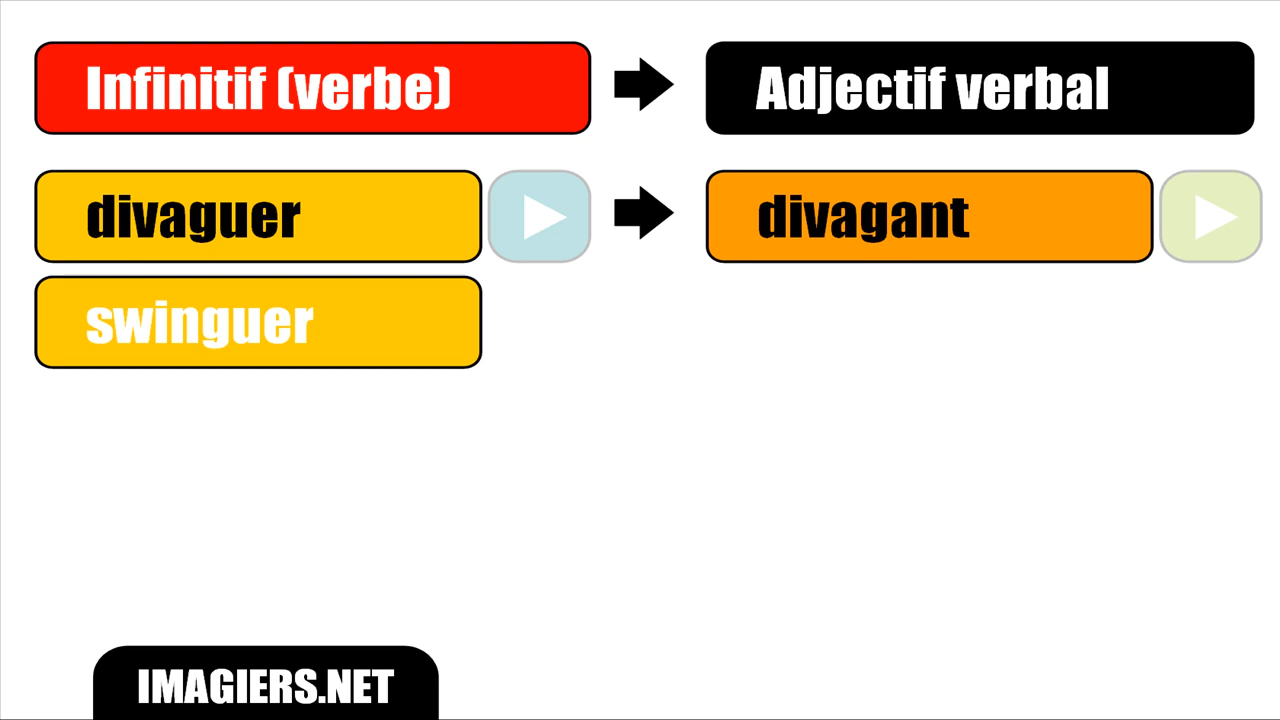 Infinitif (verbe) Adjectif verbal
divaguer divagant
swinguer
IMAGIERS.NET